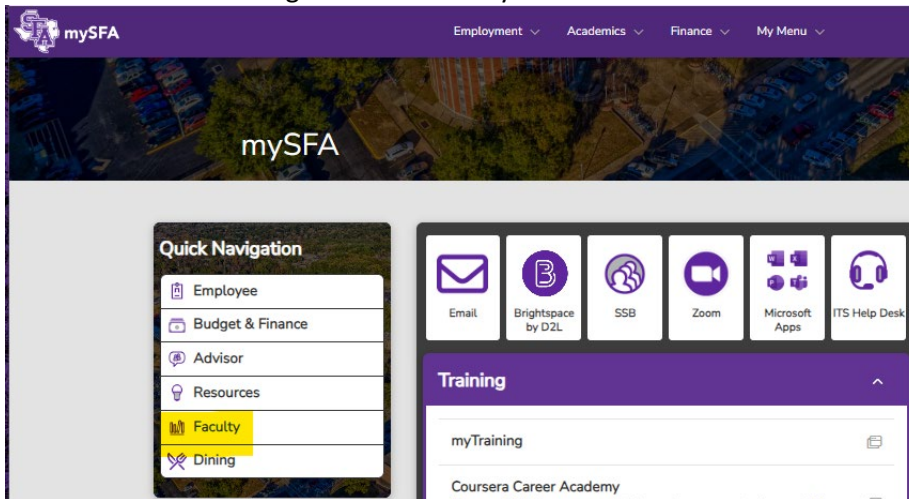 mySFA
Employment
Academics
Finance
My Menu
mySFA
Quick Navigation
Employee
Budget & Finance
Advisor
Resources
Faculty
Dining
Email
Brightspace by D2L
SSB
Zoom
Microsoft Apps
ITS Help Desk
Training
myTraining
Coursera Career Academy